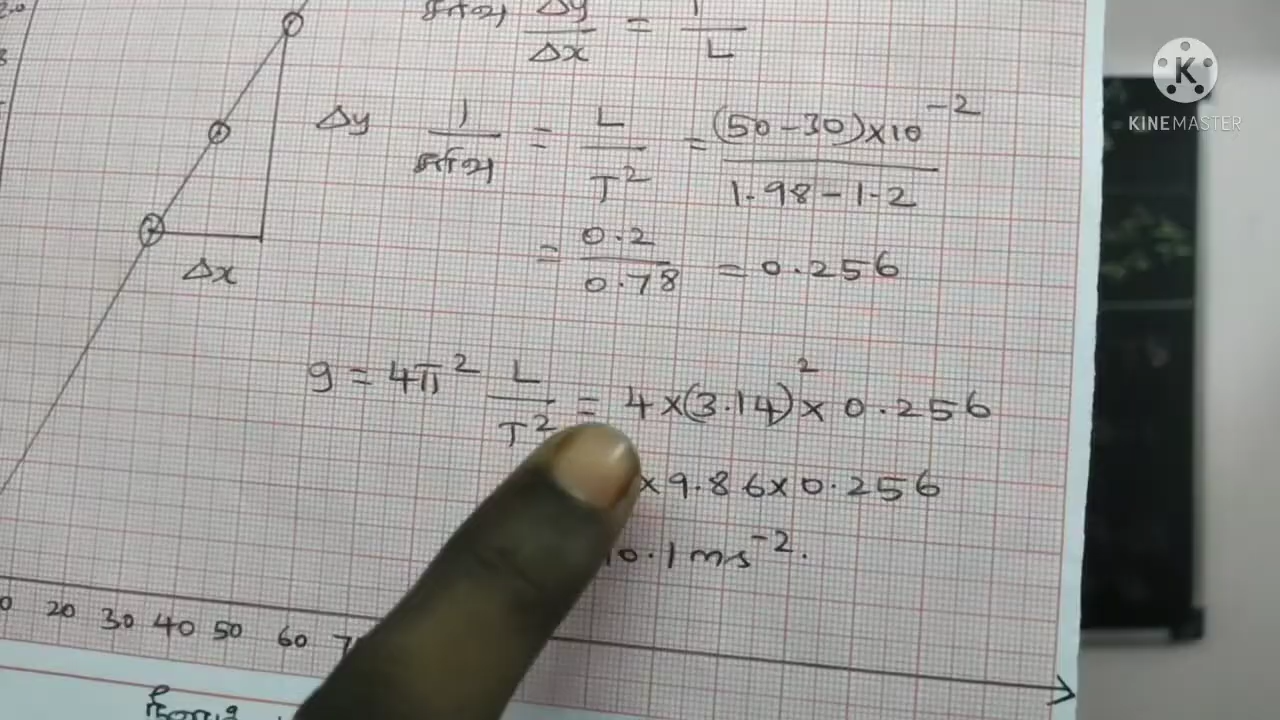 Δy/Δx = 1/L
Δy 1/சாய்வு = L/T² = (50-30)×10⁻²/1.98-1.2
= 0.2/0.78 = 0.256
Δx
g = 4π² L/T² = 4×(3.14)²× 0.256
×9.86×0.256
10.1 ms⁻².
0 20 30 40 50 60
K
KINEMASTER